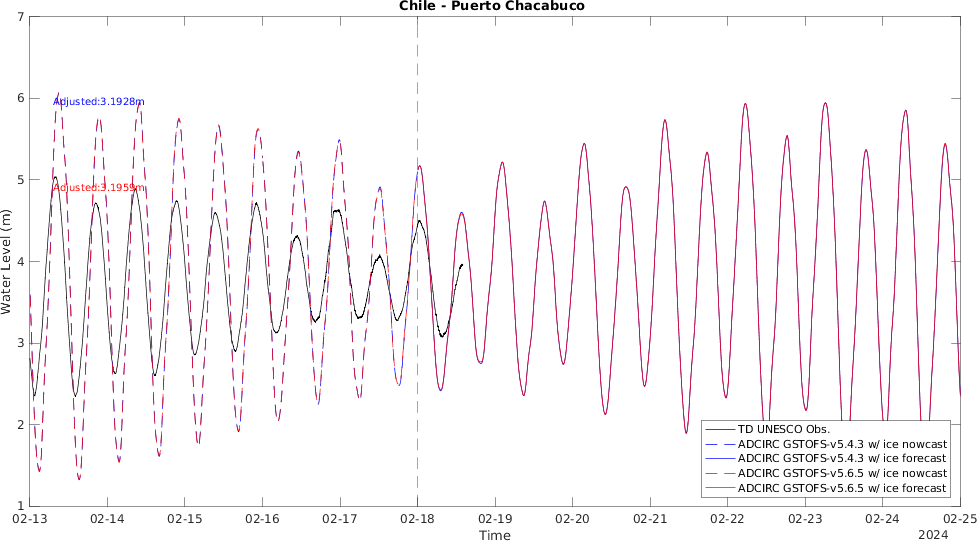 Chile - Puerto Chacabuco
7
6
5
4
3
2
1
Water Level (m)
Adjusted:3.1928m
Adjusted:3.1959m
TD UNESCO Obs.
ADCIRC GSTOFS-v5.4.3 w/ ice nowcast
ADCIRC GSTOFS-v5.4.3 w/ ice forecast
ADCIRC GSTOFS-v5.6.5 w/ ice nowcast
ADCIRC GSTOFS-v5.6.5 w/ ice forecast
02-13 02-14 02-15 02-16 02-17 02-18 02-19 02-20 02-21 02-22 02-23 02-24 02-25
Time
2024